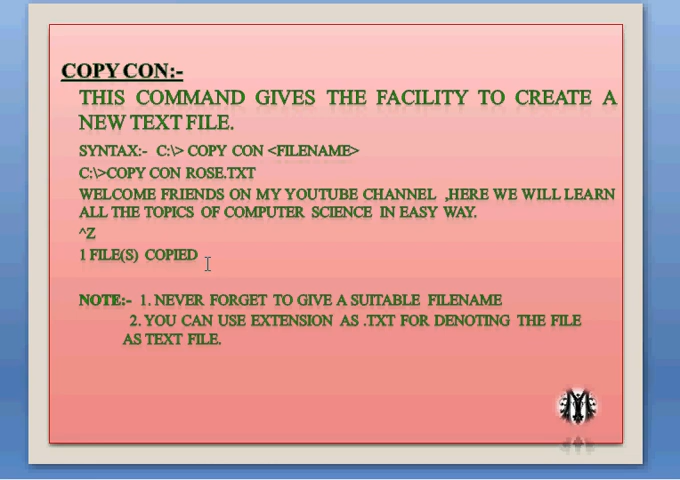 COPY CON:-
THIS COMMAND GIVES THE FACILITY TO CREATE A
NEW TEXT FILE.
SYNTAX:- C:\> COPY CON <FILENAME>
C:\>COPY CON ROSE.TXT
WELCOME FRIENDS ON MY YOUTUBE CHANNEL ,HERE WE WILL LEARN
ALL THE TOPICS OF COMPUTER SCIENCE IN EASY WAY.
^Z
1 FILE(S) COPIED
NOTE:- 1. NEVER FORGET TO GIVE A SUITABLE FILENAME
2. YOU CAN USE EXTENSION AS .TXT FOR DENOTING THE FILE
AS TEXT FILE.